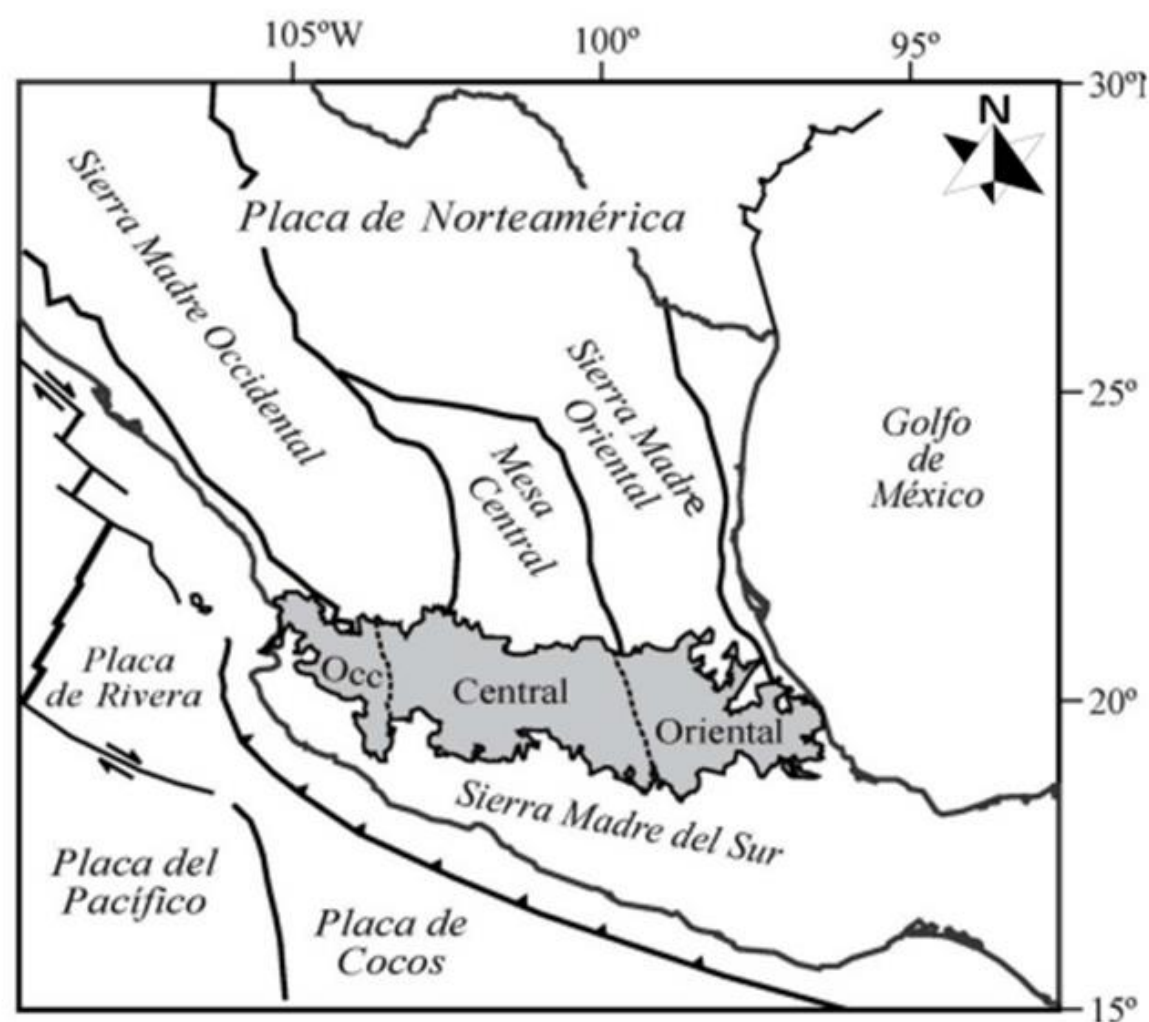 105ºW
100º
95º
30ºN
N
Sierra Madre Occidental
Placa de Norteamérica
Sierra Madre
Oriental
25º
Golfo
de
México
Mesa
Central
Placa
de Rivera
Occ
Central
Oriental
20º
Sierra Madre del Sur
Placa del
Pacífico
Placa de
Cocos
15º